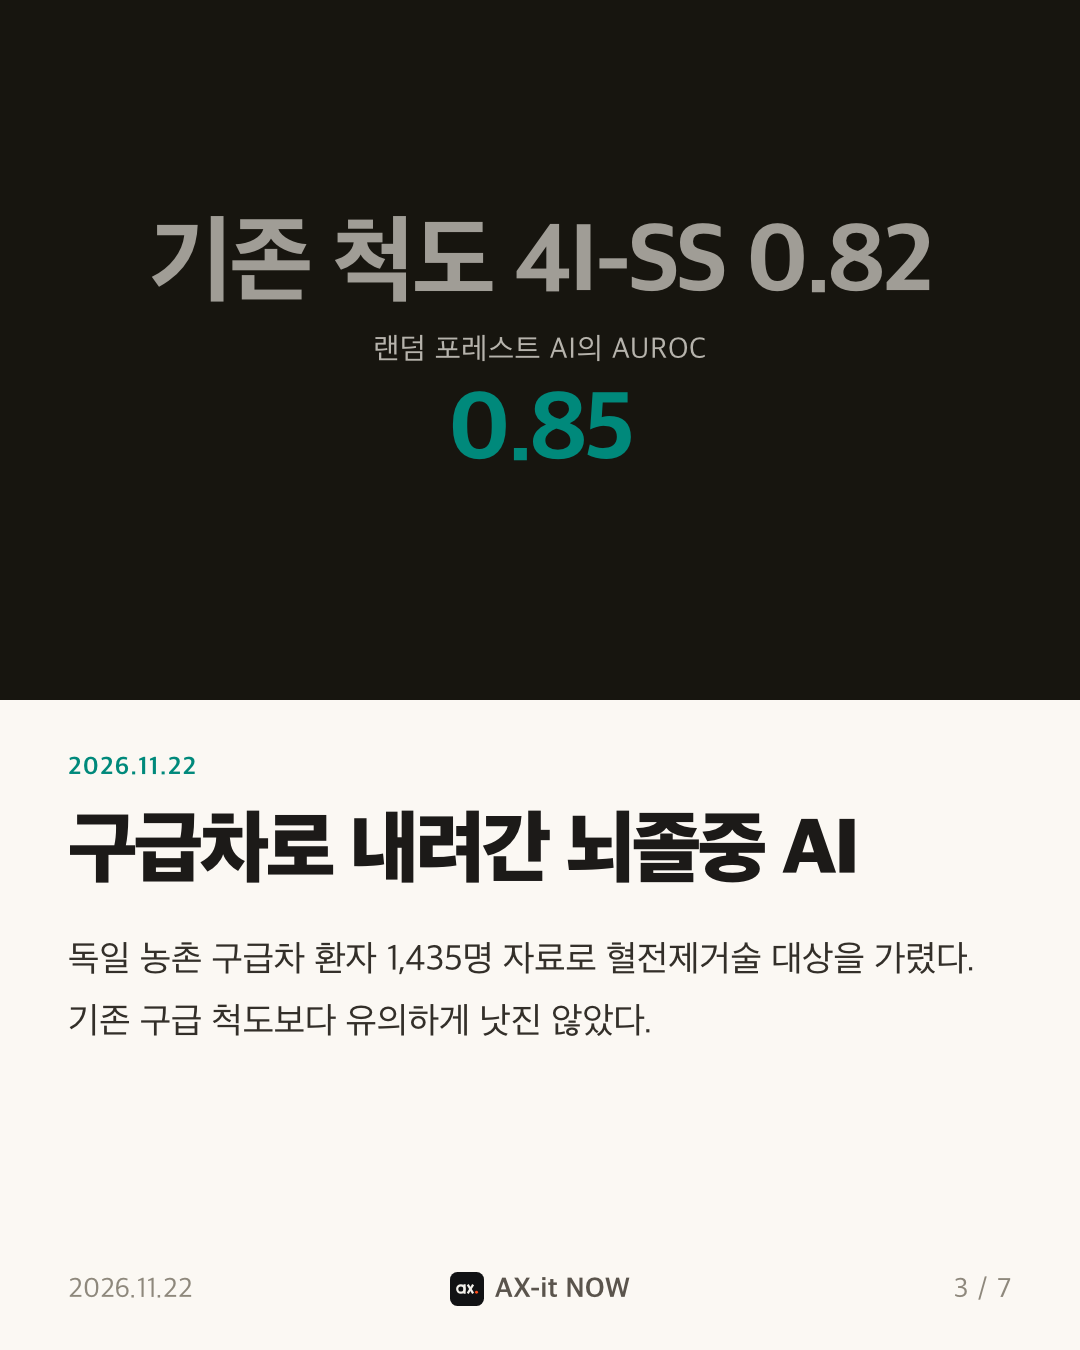 기존 척도 4I-SS 0.82
랜덤 포레스트 AI의 AUROC
0.85
2026.11.22
구급차로 내려간 뇌졸중 AI
독일 농촌 구급차 환자 1,435명 자료로 혈전제거술 대상을 가렸다.
기존 구급 척도보다 유의하게 낫진 않았다.
2026.11.22
ax.
AX-it NOW
3 / 7